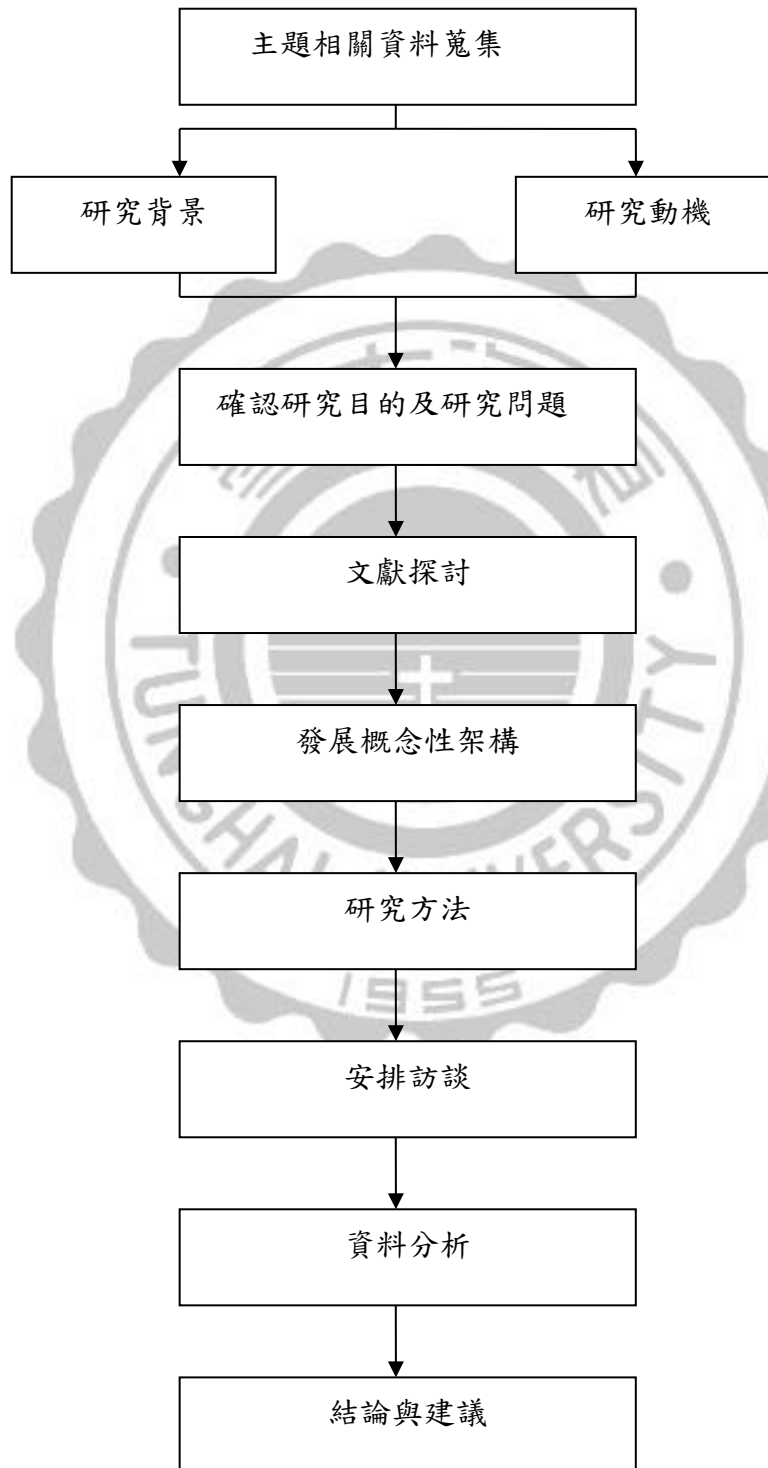 主題相關資料蒐集
研究背景
研究動機
確認研究目的及研究問題
文獻探討
發展概念性架構
研究方法
安排訪談
資料分析
結論與建議
1955